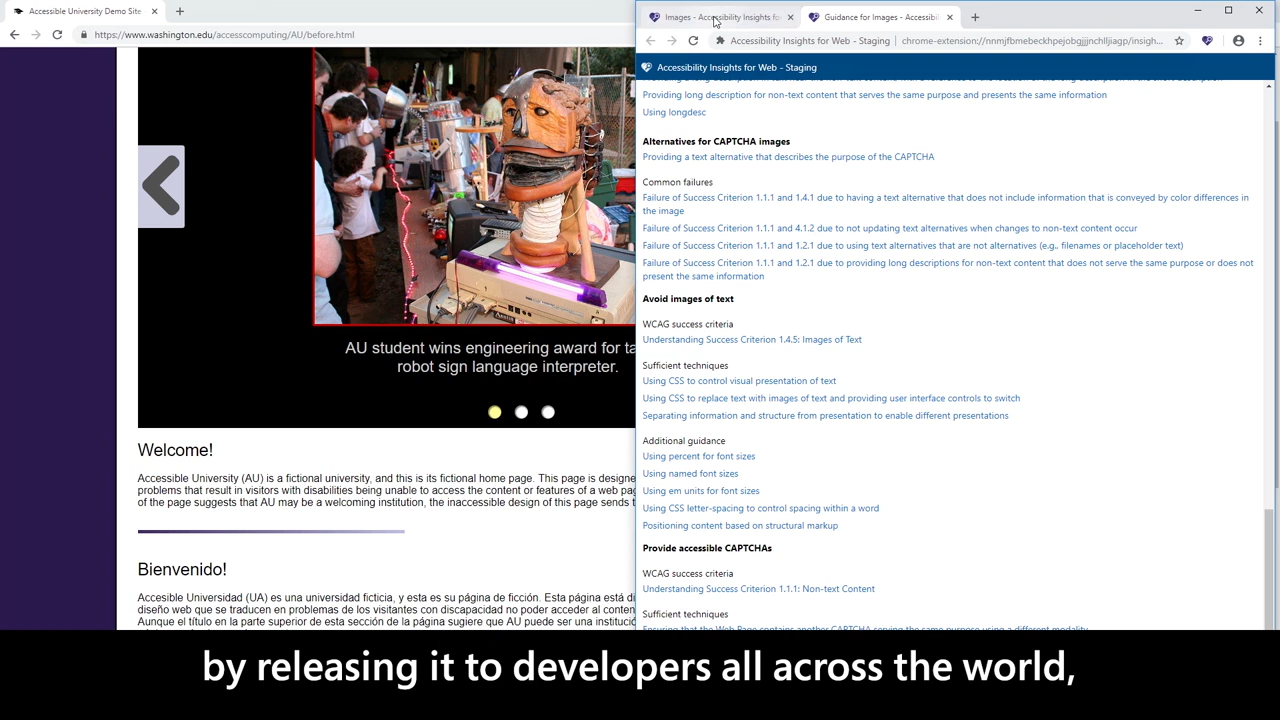 Accessible University Demo Site
https://www.washington.edu/accesscomputing/AU/before.html
AU student wins engineering award for ta
robot sign language interpreter.
Welcome!
Accessible University (AU) is a fictional university, and this is its fictional home page. This page is designe
problems that result in visitors with disabilities being unable to access the content or features of a web pag
of the page suggests that AU may be a welcoming institution, the inaccessible design of this page sends t
Bienvenido!
Accesible Universidad (UA) es una universidad ficticia, y esta es su página de ficción. Esta página está di
diseño web que se traducen en problemas de los visitantes con discapacidad no poder acceder al conten
Aunque el título en la parte superior de esta sección de la página sugiere que AU puede ser una instituci
Images - Accessibility Insights fo
Guidance for Images - Accessibil
Accessibility Insights for Web - Staging
chrome-extension://nnmjfbmebeckhpejobgjjjnchlljiagp/insigh...
Accessibility Insights for Web - Staging
Providing long description for non-text content that serves the same purpose and presents the same information
Using longdesc
Alternatives for CAPTCHA images
Providing a text alternative that describes the purpose of the CAPTCHA
Common failures
Failure of Success Criterion 1.1.1 and 1.4.1 due to having a text alternative that does not include information that is conveyed by color differences in
the image
Failure of Success Criterion 1.1.1 and 4.1.2 due to not updating text alternatives when changes to non-text content occur
Failure of Success Criterion 1.1.1 and 1.2.1 due to using text alternatives that are not alternatives (e.g., filenames or placeholder text)
Failure of Success Criterion 1.1.1 and 1.2.1 due to providing long descriptions for non-text content that does not serve the same purpose or does not
present the same information
Avoid images of text
WCAG success criteria
Understanding Success Criterion 1.4.5: Images of Text
Sufficient techniques
Using CSS to control visual presentation of text
Using CSS to replace text with images of text and providing user interface controls to switch
Separating information and structure from presentation to enable different presentations
Additional guidance
Using percent for font sizes
Using named font sizes
Using em units for font sizes
Using CSS letter-spacing to control spacing within a word
Positioning content based on structural markup
Provide accessible CAPTCHAs
WCAG success criteria
Understanding Success Criterion 1.1.1: Non-text Content
Sufficient techniques
Ensuring that the Web Page contains another CAPTCHA serving the same purpose using a different modality
by releasing it to developers all across the world,